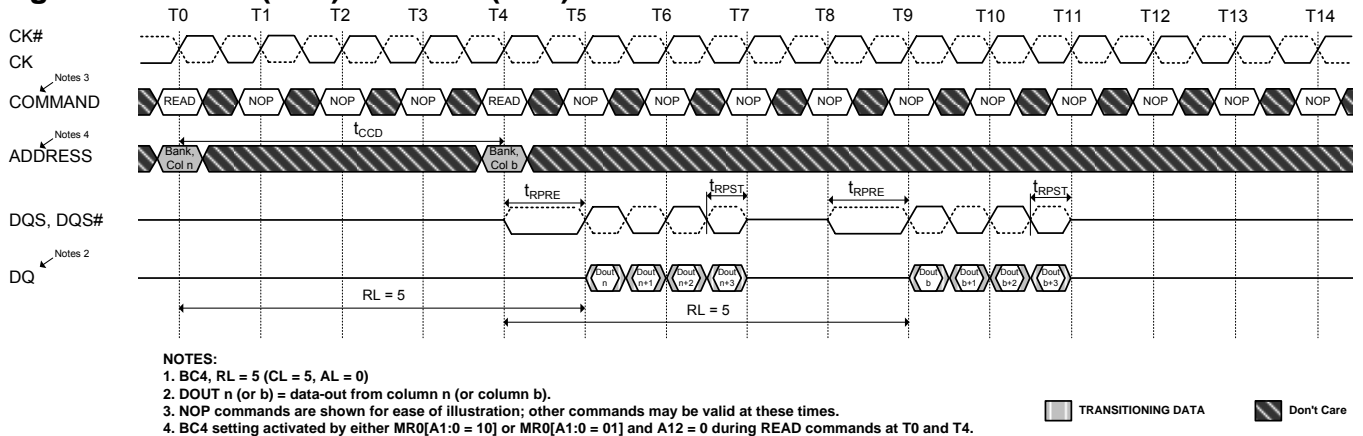 T0 T1 T2 T3 T4 T5 T6 T7 T8 T9 T10 T11 T12 T13 T14
CK#
CK
Notes 3
COMMAND READ NOP NOP NOP READ NOP NOP NOP NOP NOP NOP NOP NOP NOP NOP
tCCD
Notes 4
ADDRESS Bank, Col n Bank, Col b
tRPRE tRPST tRPRE tRPST
DQS, DQS#
Notes 2
DQ Dout n Dout n+1 Dout n+2 Dout n+3 Dout b Dout b+1 Dout b+2 Dout b+3
RL = 5
RL = 5
NOTES:
1. BC4, RL = 5 (CL = 5, AL = 0)
2. DOUT n (or b) = data-out from column n (or column b).
3. NOP commands are shown for ease of illustration; other commands may be valid at these times.
4. BC4 setting activated by either MR0[A1:0 = 10] or MR0[A1:0 = 01] and A12 = 0 during READ commands at T0 and T4.
TRANSITIONING DATA Don't Care